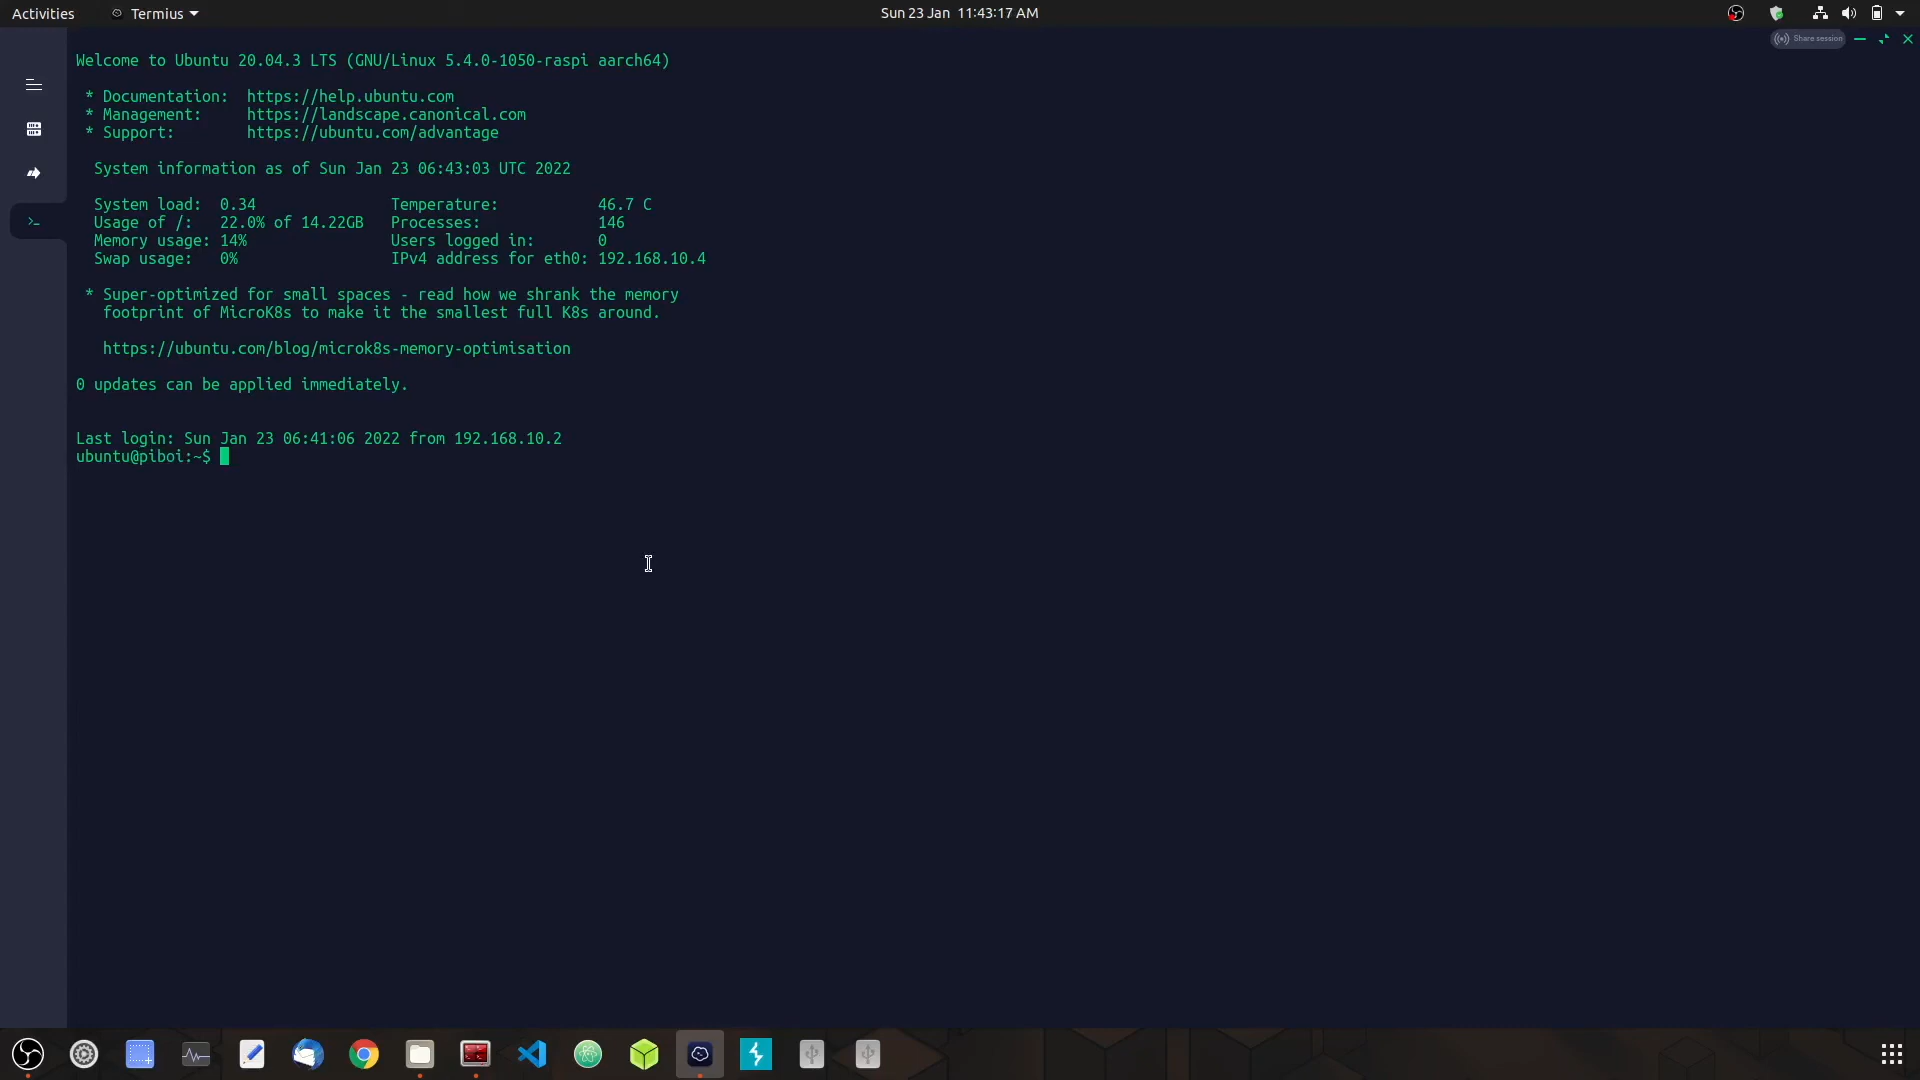 Activities Termius Sun 23 Jan 11:43:17 AM
Share session
Welcome to Ubuntu 20.04.3 LTS (GNU/Linux 5.4.0-1050-raspi aarch64)
* Documentation: https://help.ubuntu.com
* Management: https://landscape.canonical.com
* Support: https://ubuntu.com/advantage
System information as of Sun Jan 23 06:43:03 UTC 2022
System load: 0.34 Temperature: 46.7 C
Usage of /: 22.0% of 14.22GB Processes: 146
Memory usage: 14% Users logged in: 0
Swap usage: 0% IPv4 address for eth0: 192.168.10.4
* Super-optimized for small spaces - read how we shrank the memory
footprint of MicroK8s to make it the smallest full K8s around.
https://ubuntu.com/blog/microk8s-memory-optimisation
0 updates can be applied immediately.
Last login: Sun Jan 23 06:41:06 2022 from 192.168.10.2
ubuntu@piboi:~$